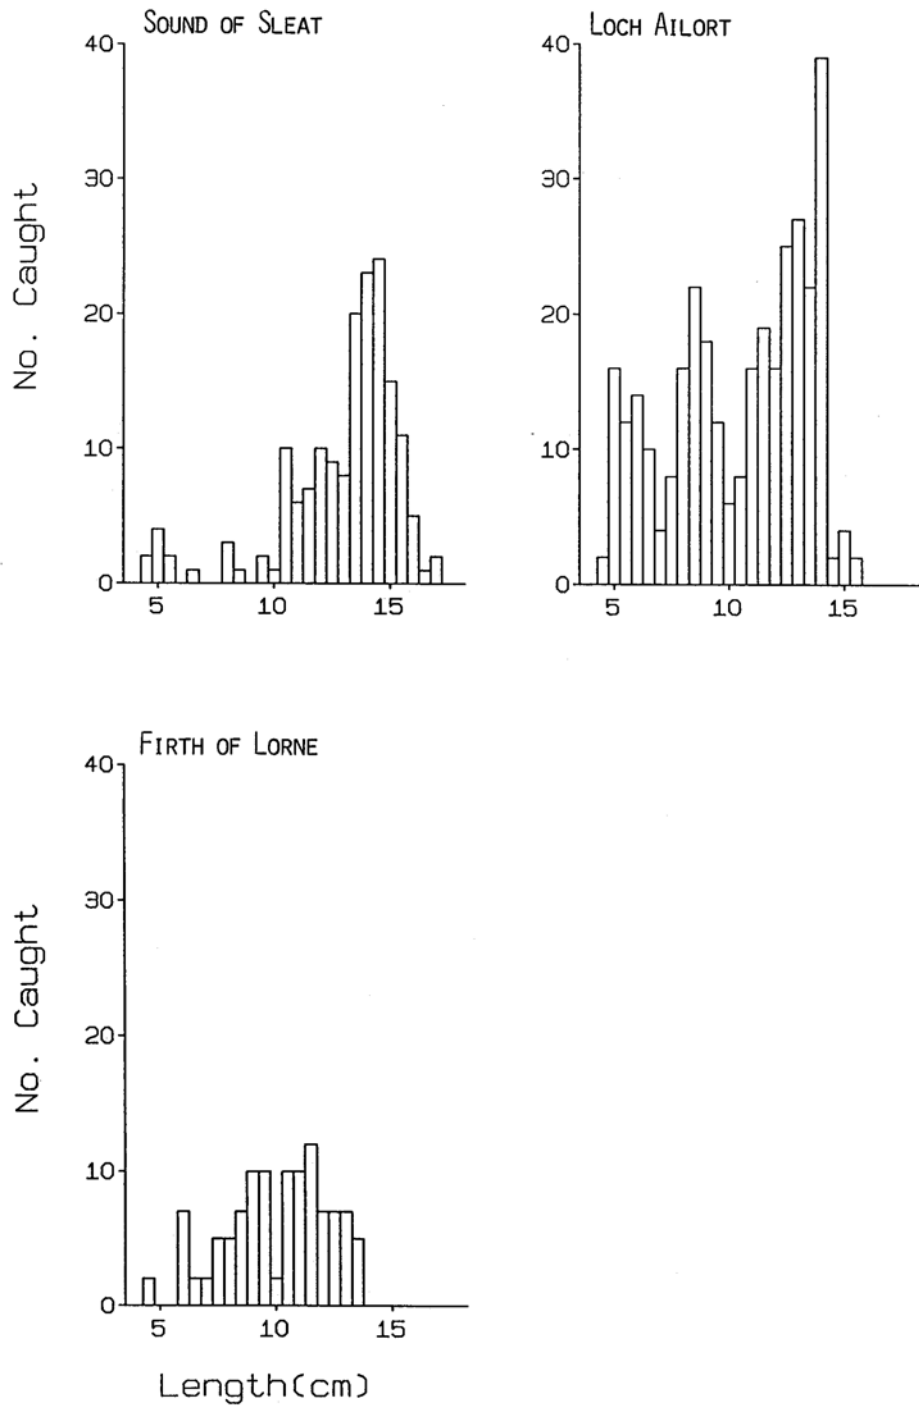 SOUND OF SLEAT
40
30
20
10
0
5 10 15
No. Caught
LOCH AILORT
40
30
20
10
0
5 10 15
FIRTH OF LORNE
40
30
20
10
0
5 10 15
No. Caught
Length(cm)